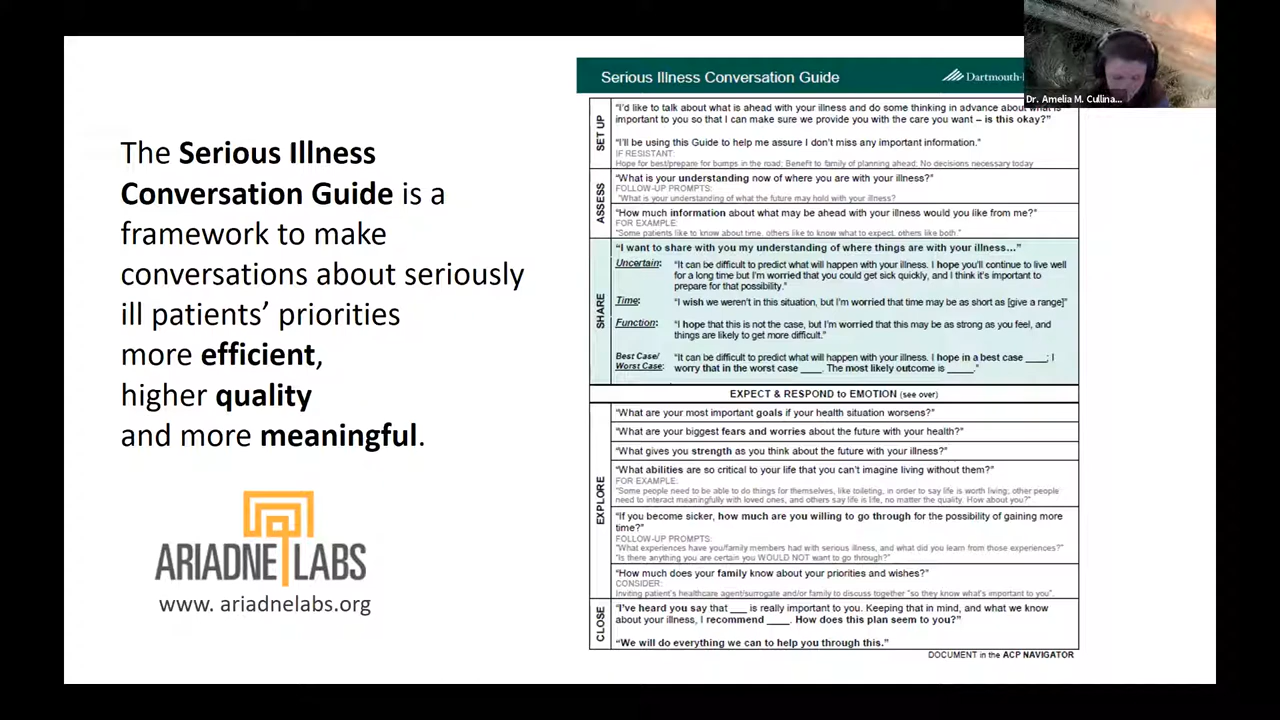 The Serious Illness
Conversation Guide is a
framework to make
conversations about seriously
ill patients’ priorities
more efficient,
higher quality
and more meaningful.
ARIADNE LABS
www. ariadnelabs.org
Serious Illness Conversation Guide
Dartmouth-
Dr. Amelia M. Cullina...
SET UP
"I'd like to talk about what is ahead with your illness and do some thinking in advance about what is
important to you so that I can make sure we provide you with the care you want – is this okay?"
"I'll be using this Guide to help me assure I don't miss any important information."
IF RESISTANT:
Hope for best/prepare for bumps in the road; Benefit to family of planning ahead; No decisions necessary today
ASSESS
"What is your understanding now of where you are with your illness?"
FOLLOW-UP PROMPTS:
"What is your understanding of what the future may hold with your illness?
"How much information about what may be ahead with your illness would you like from me?"
FOR EXAMPLE:
"Some patients like to know about time, others like to know what to expect, others like both."
SHARE
"I want to share with you my understanding of where things are with your illness…"
Uncertain: "It can be difficult to predict what will happen with your illness. I hope you'll continue to live well
for a long time but I'm worried that you could get sick quickly, and I think it's important to
prepare for that possibility."
Time: "I wish we weren't in this situation, but I'm worried that time may be as short as [give a range]"
Function: "I hope that this is not the case, but I'm worried that this may be as strong as you feel, and
things are likely to get more difficult."
Best Case/ "It can be difficult to predict what will happen with your illness. I hope in a best case ____; I
Worst Case: worry that in the worst case ____. The most likely outcome is _____."
EXPECT & RESPOND to EMOTION (see over)
EXPLORE
"What are your most important goals if your health situation worsens?"
"What are your biggest fears and worries about the future with your health?"
"What gives you strength as you think about the future with your illness?"
"What abilities are so critical to your life that you can't imagine living without them?"
FOR EXAMPLE:
"Some people need to be able to do things for themselves, like toileting, in order to say life is worth living; other people
need to interact meaningfully with loved ones, and others say life is life, no matter the quality. How about you?"
"If you become sicker, how much are you willing to go through for the possibility of gaining more
time?"
FOLLOW-UP PROMPTS:
"What experiences have you/family members had with serious illness, and what did you learn from those experiences?"
"Is there anything you are certain you WOULD NOT want to go through?"
"How much does your family know about your priorities and wishes?"
CONSIDER:
Inviting patient's healthcare agent/surrogate and/or family to discuss together "so they know what's important to you".
CLOSE
"I've heard you say that ___ is really important to you. Keeping that in mind, and what we know
about your illness, I recommend ____. How does this plan seem to you?"
"We will do everything we can to help you through this."
DOCUMENT in the ACP NAVIGATOR